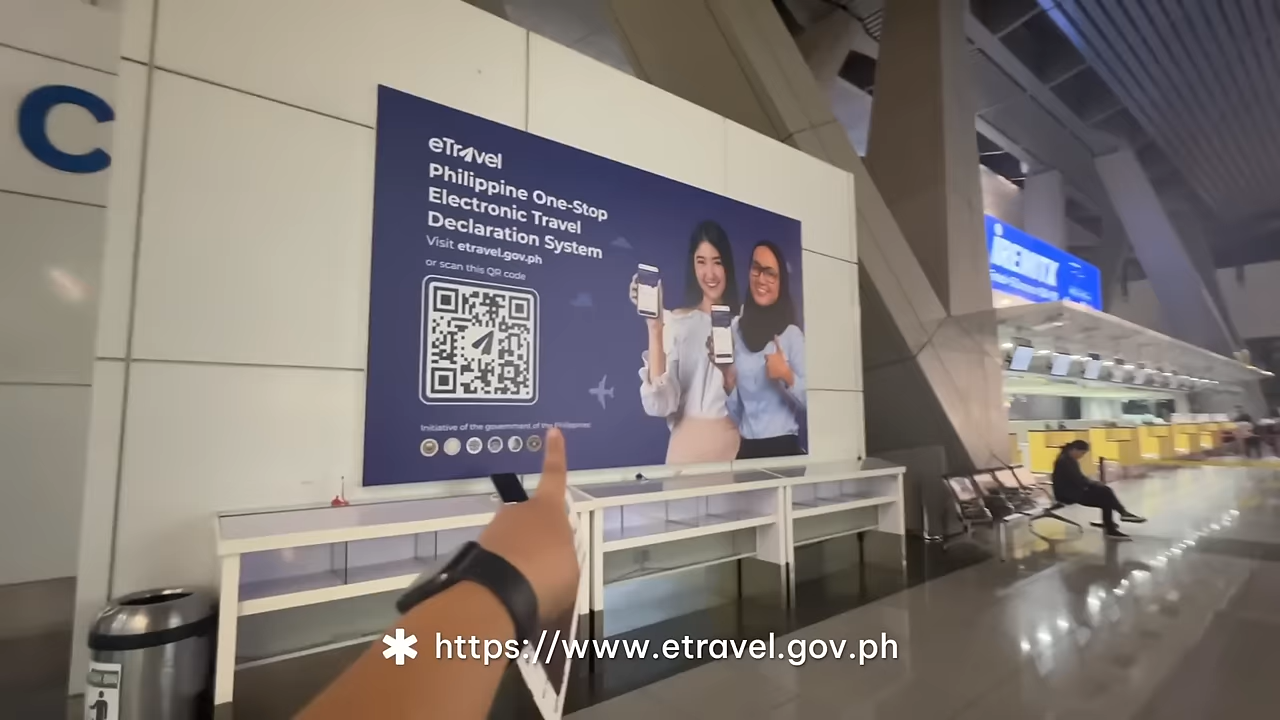 C
eTravel
Philippine One-Stop
Electronic Travel
Declaration System
Visit etravel.gov.ph
or scan this QR code
Initiative of the government of the Philippines
https://www.etravel.gov.ph